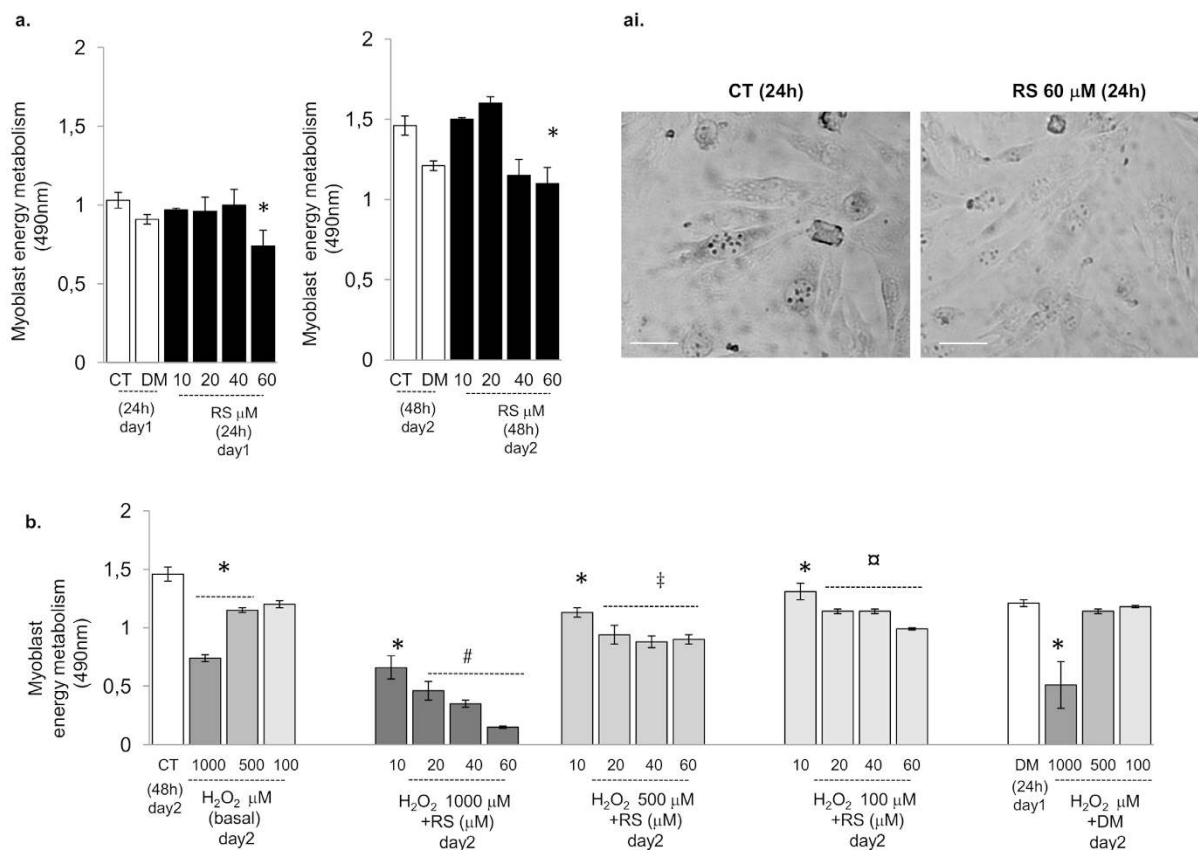 a.
Myoblast energy metabolism
(490nm)
2
1,5
1
0,5
0
*
CT DM 10 20 40 60
(24h)
day1
RS μM
(24h)
day1
Myoblast energy metabolism
(490nm)
2
1,5
1
0,5
0
*
CT DM 10 20 40 60
(48h)
day2
RS μM
(48h)
day2
ai.
CT (24h)
RS 60 μM (24h)
b.
Myoblast
energy metabolism
(490nm)
2
1,5
1
0,5
0
* * # * ‡ * ¤ *
CT 1000 500 100 10 20 40 60 10 20 40 60 10 20 40 60 DM 1000 500 100
(48h)
day2
H₂O₂ μM
(basal)
day2
H₂O₂ 1000 μM
+RS (μM)
day2
H₂O₂ 500 μM
+RS (μM)
day2
H₂O₂ 100 μM
+RS (μM)
day2
(24h)
day1
H₂O₂ μM
+DM
day2